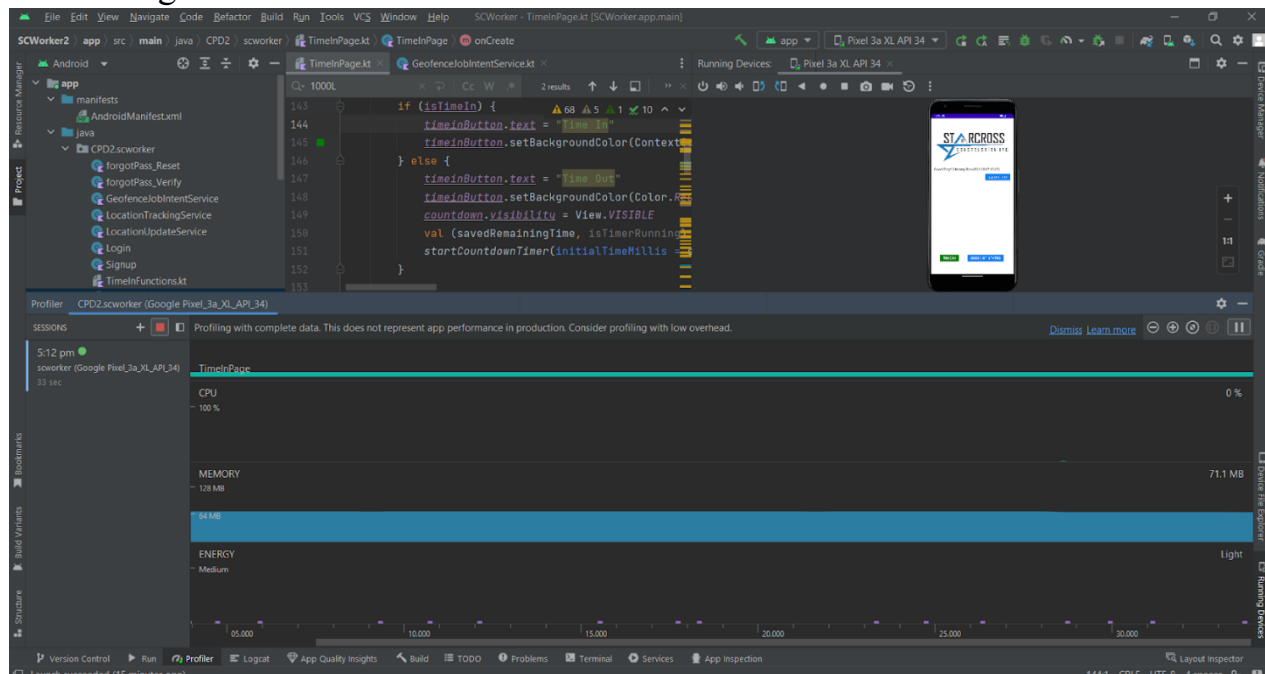 File Edit View Navigate Code Refactor Build Run Tools VCS Window Help SCWorker - TimeInPage.kt [SCWorker.app.main]
SCWorker2 app src main java CPD2 scworker TimeInPage.kt TimeInPage onCreate app Pixel 3a XL API 34
Android TimeInPage.kt GeofenceJobIntentService.kt Running Devices: Pixel 3a XL API 34
1000L Cc W .* 2 results
app
manifests
AndroidManifest.xml
java
CPD2.scworker
forgotPass_Reset
forgotPass_Verify
GeofenceJobIntentService
LocationTrackingService
LocationUpdateService
Login
Signup
TimeInFunctions.kt
68 5 1 10
143 if (isTimeIn) {
144 timeinButton.text = "Time In"
145 timeinButton.setBackgroundColor(Context
146 } else {
147 timeinButton.text = "Time Out"
148 timeinButton.setBackgroundColor(Color.
149 countdown.visibility = View.VISIBLE
150 val (savedRemainingTime, isTimerRunning)
151 startCountdownTimer(initialTimeMillis =
152 }
153
STARCROSS
1:1
Resource Manager
Project
Bookmarks
Build Variants
Structure
Device Manager
Notifications
Gradle
Device File Explorer
Running Devices
Profiler CPD2.scworker (Google Pixel_3a_XL_API_34)
SESSIONS Profiling with complete data. This does not represent app performance in production. Consider profiling with low overhead. Dismiss Learn more
5:12 pm
scworker (Google Pixel_3a_XL_API_34)
33 sec
TimeInPage
CPU 0 %
100 %
MEMORY 71.1 MB
128 MB
64 MB
ENERGY Light
Medium
05.000 10.000 15.000 20.000 25.000 30.000
Version Control Run Profiler Logcat App Quality Insights Build TODO Problems Terminal Services App Inspection Layout Inspector